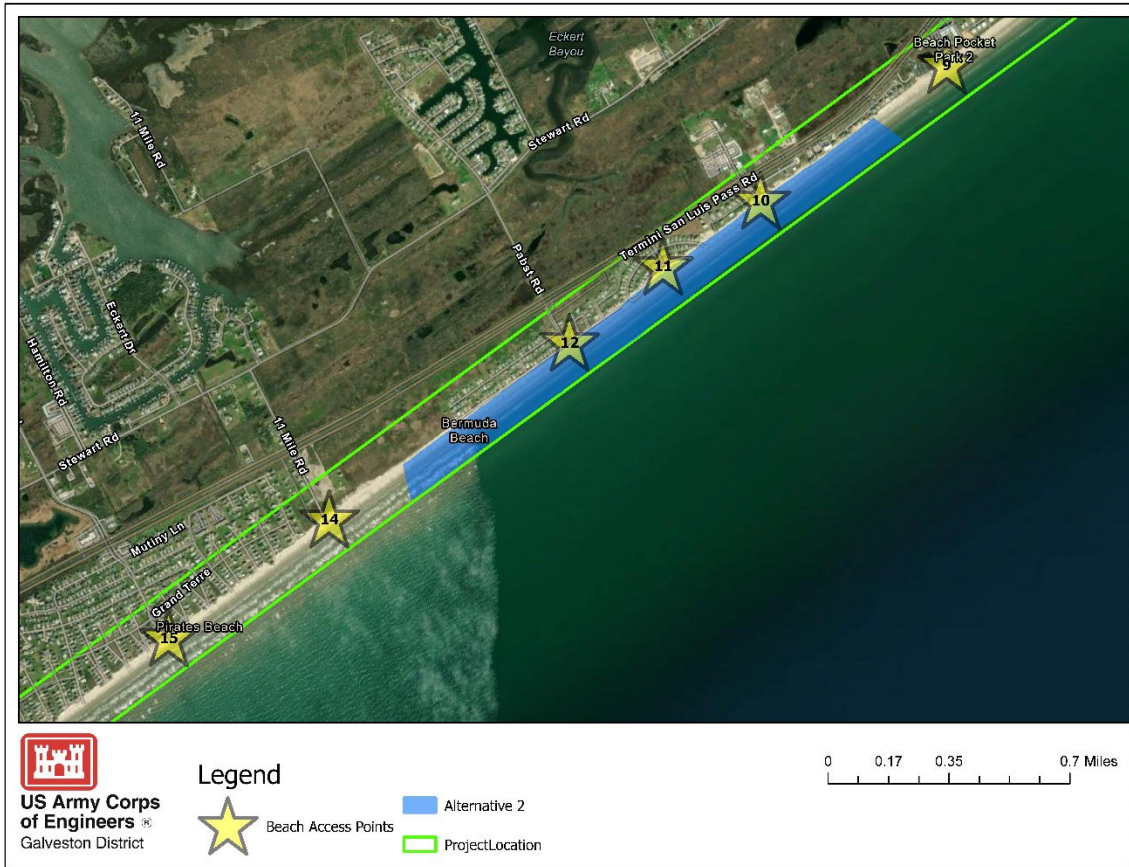 Eckert
Bayou
Beach Pocket
Park 2
9
11 Mile Rd
Stewart Rd
10
Termini San Luis Pass Rd
11
Pabst Rd
12
Eckert Dr
Hamilton Rd
Bermuda
Beach
Stewart Rd
11 Mile Rd
14
Mutiny Ln
Grand Terre
Pirates Beach
15
US Army Corps
of Engineers ®
Galveston District
Legend
Beach Access Points
Alternative 2
ProjectLocation
0 0.17 0.35 0.7 Miles